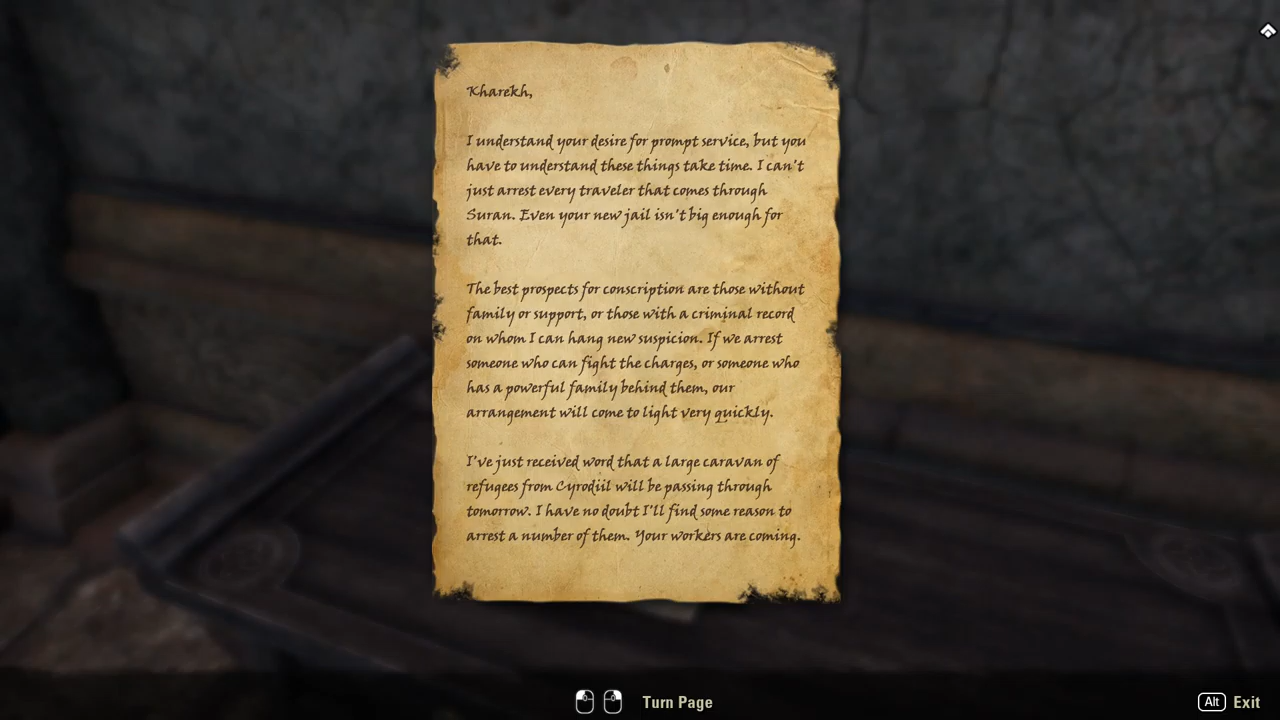 Kharekh,
I understand your desire for prompt service, but you
have to understand these things take time. I can't
just arrest every traveler that comes through
Suran. Even your new jail isn't big enough for
that.
The best prospects for conscription are those without
family or support, or those with a criminal record
on whom I can hang new suspicion. If we arrest
someone who can fight the charges, or someone who
has a powerful family behind them, our
arrangement will come to light very quickly.
I've just received word that a large caravan of
refugees from Cyrodiil will be passing through
tomorrow. I have no doubt I'll find some reason to
arrest a number of them. Your workers are coming.
Turn Page
Alt Exit